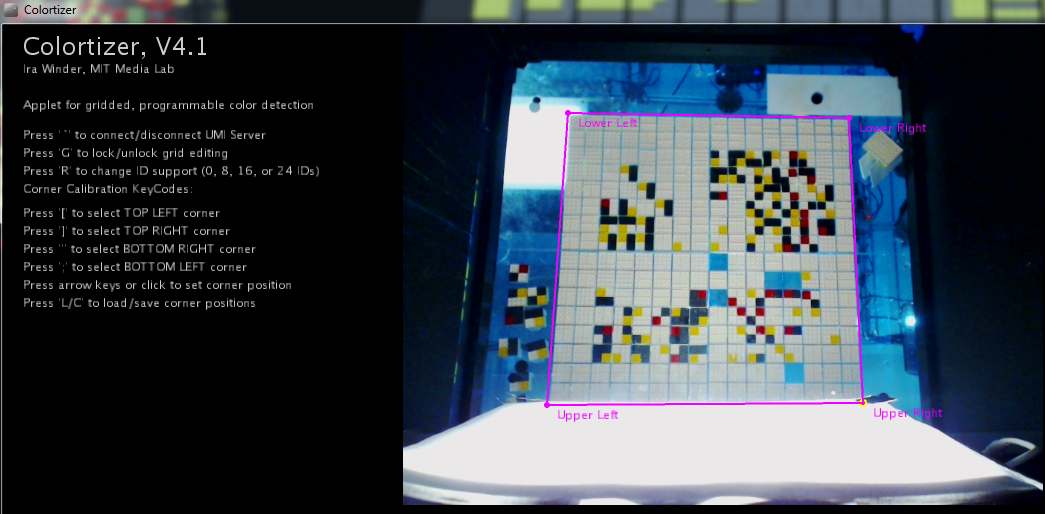 Colortizer
Colortizer, V4.1
Ira Winder, MIT Media Lab
Applet for gridded, programmable color detection
Press '`' to connect/disconnect UMI Server
Press 'G' to lock/unlock grid editing
Press 'R' to change ID support (0, 8, 16, or 24 IDs)
Corner Calibration KeyCodes:
Press '[' to select TOP LEFT corner
Press ']' to select TOP RIGHT corner
Press ''' to select BOTTOM RIGHT corner
Press ';' to select BOTTOM LEFT corner
Press arrow keys or click to set corner position
Press 'L/C' to load/save corner positions
Lower Left
Lower Right
Upper Left
Upper Right